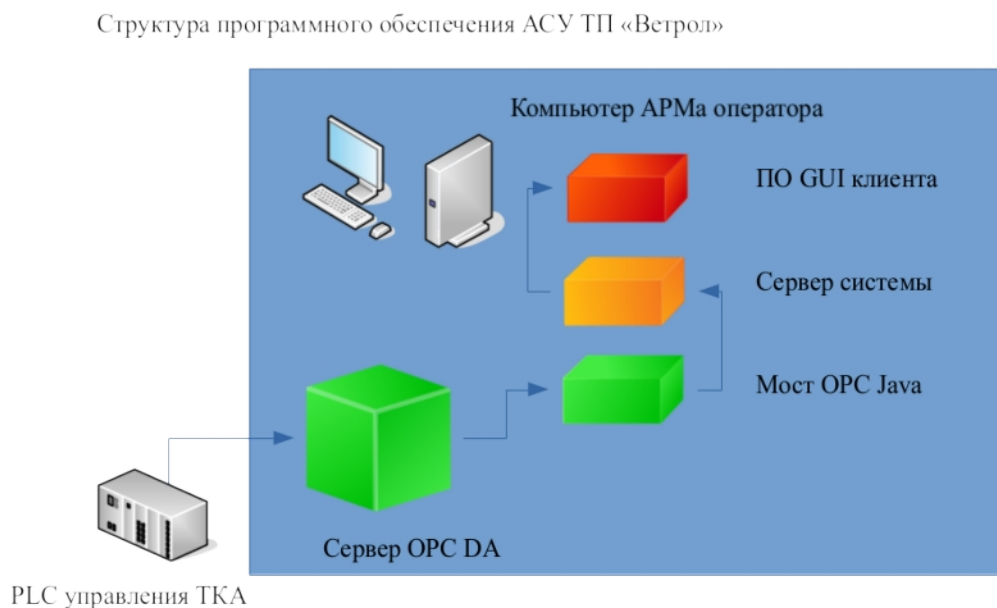 Структура программного обеспечения АСУ ТП «Ветрол»
Компьютер АРМа оператора
ПО GUI клиента
Сервер системы
Мост OPC Java
Сервер OPC DA
PLC управления ТКА